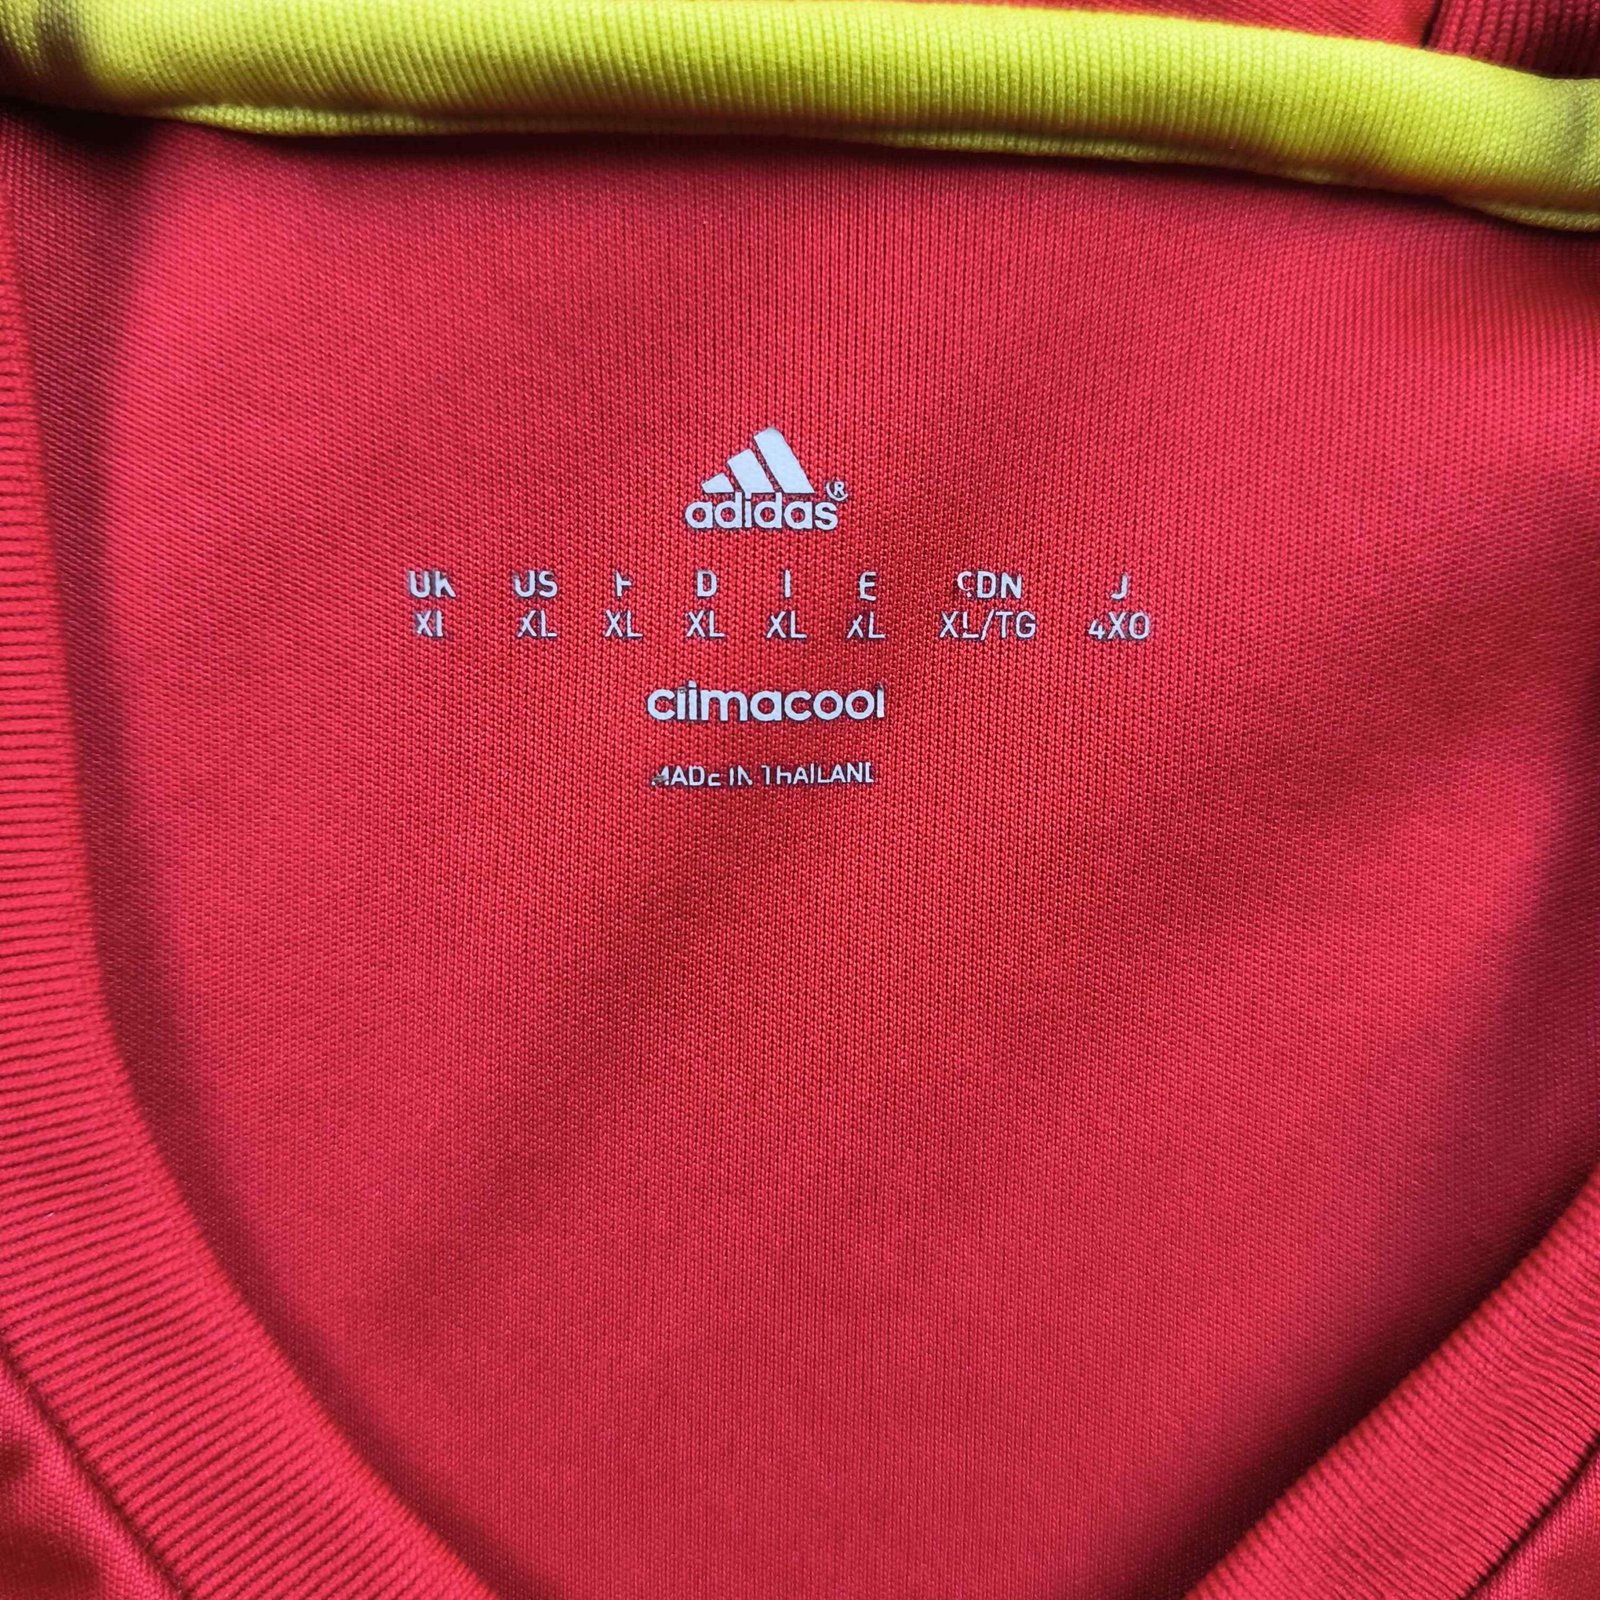 adidas®
UK US F D I E CDN J
XL XL XL XL XL XL XL/TG 4XO
climacool
MADE IN THAILAND